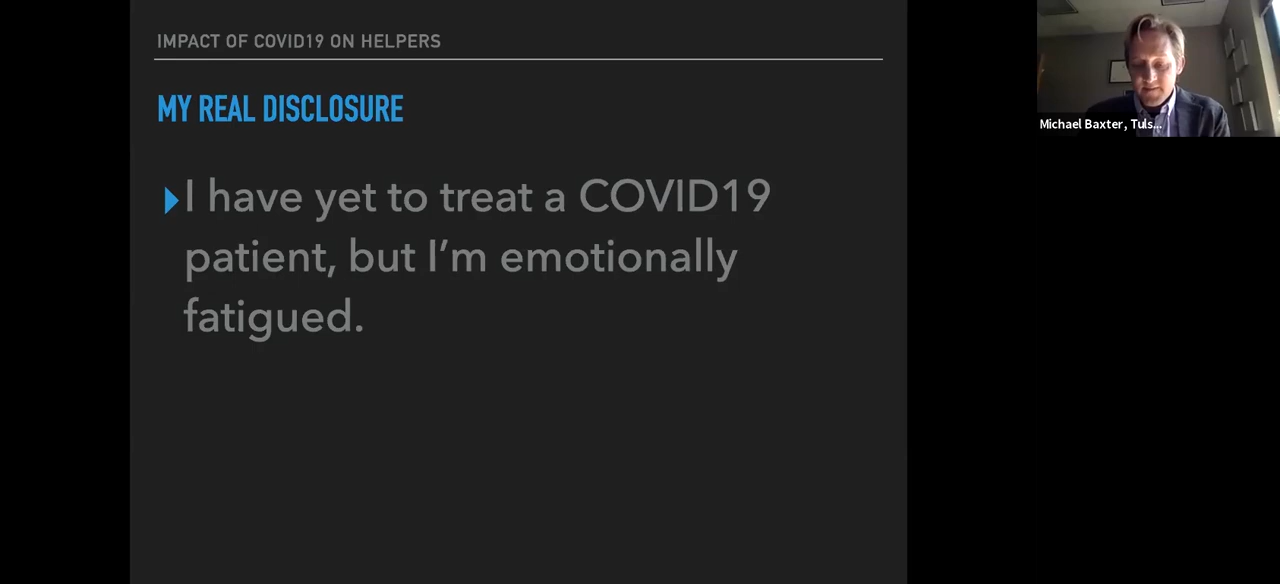 IMPACT OF COVID19 ON HELPERS
MY REAL DISCLOSURE
I have yet to treat a COVID19
patient, but I’m emotionally
fatigued.
Michael Baxter, Tuls...